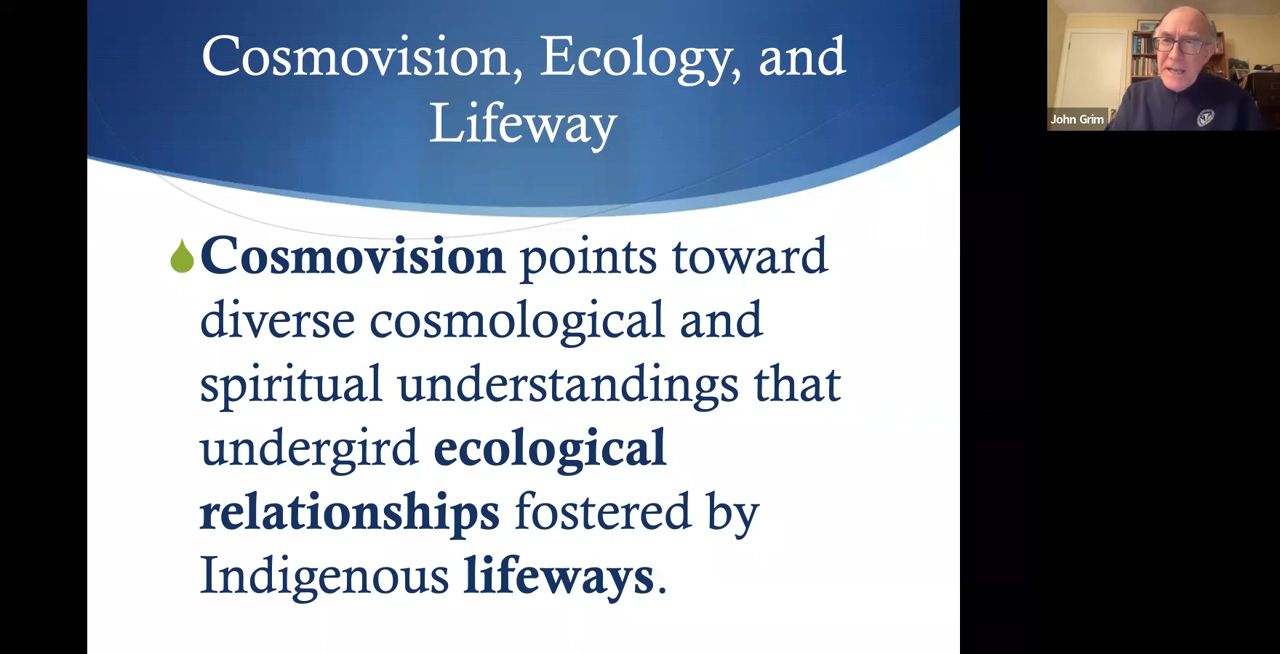 Cosmovision, Ecology, and
Lifeway
John Grim
Cosmovision points toward
diverse cosmological and
spiritual understandings that
undergird ecological
relationships fostered by
Indigenous lifeways.